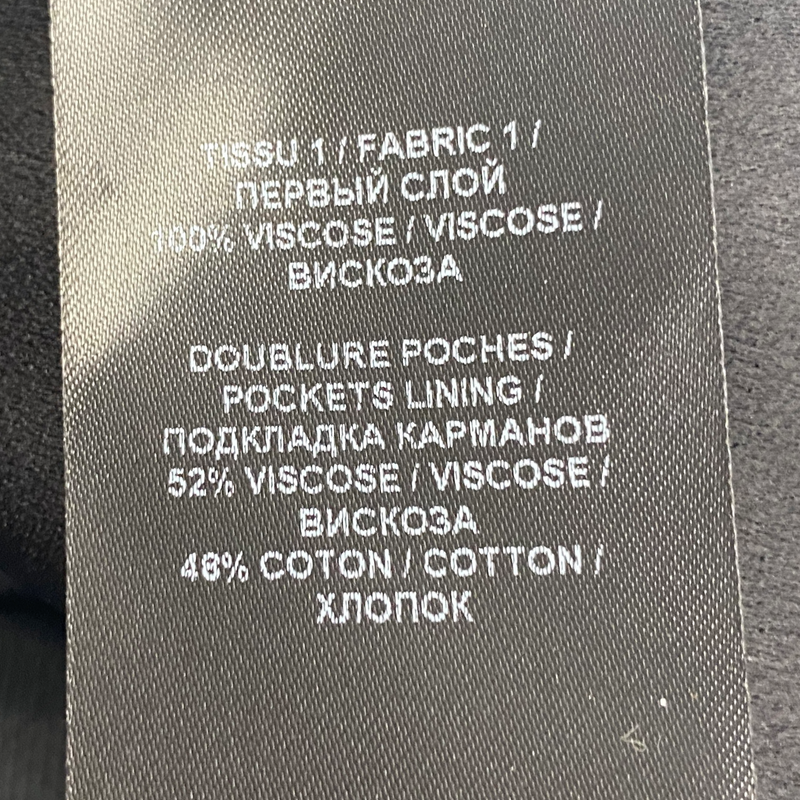 TISSU 1 / FABRIC 1 /
ПЕРВЫЙ СЛОЙ
100% VISCOSE / VISCOSE /
ВИСКОЗА
DOUBLURE POCHES /
POCKETS LINING /
ПОДКЛАДКА КАРМАНОВ
52% VISCOSE / VISCOSE /
ВИСКОЗА
48% COTON / COTTON /
ХЛОПОК